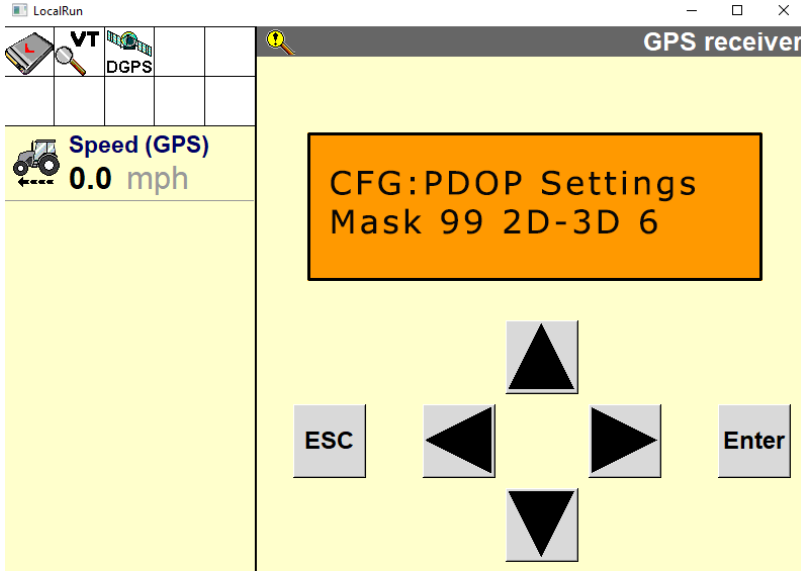 LocalRun
L
VT
DGPS
GPS receiver
Speed (GPS)
0.0 mph
CFG:PDOP Settings
Mask 99 2D-3D 6
ESC
Enter